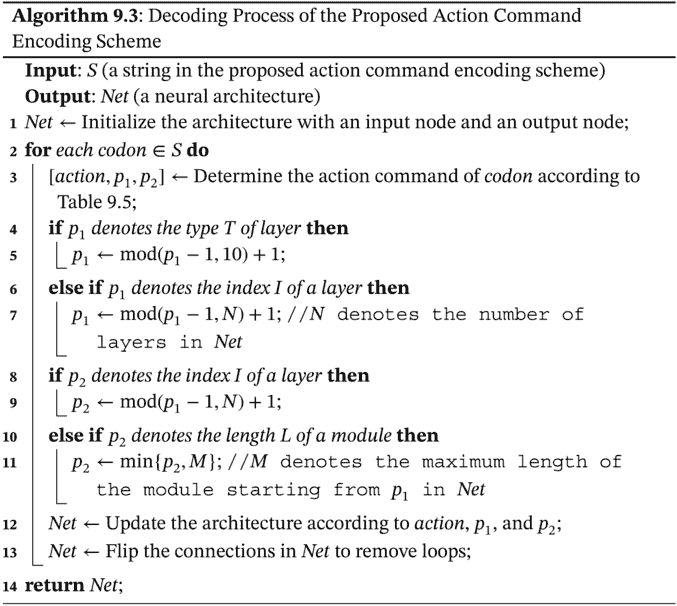 Algorithm 9.3: Decoding Process of the Proposed Action Command
Encoding Scheme
Input: S (a string in the proposed action command encoding scheme)
Output: Net (a neural architecture)
1 Net ← Initialize the architecture with an input node and an output node;
2 for each codon ∈ S do
3 [action, p₁, p₂] ← Determine the action command of codon according to
Table 9.5;
4 if p₁ denotes the type T of layer then
5 p₁ ← mod(p₁ − 1, 10) + 1;
6 else if p₁ denotes the index I of a layer then
7 p₁ ← mod(p₁ − 1, N) + 1; //N denotes the number of
layers in Net
8 if p₂ denotes the index I of a layer then
9 p₂ ← mod(p₁ − 1, N) + 1;
10 else if p₂ denotes the length L of a module then
11 p₂ ← min{p₂, M}; //M denotes the maximum length of
the module starting from p₁ in Net
12 Net ← Update the architecture according to action, p₁, and p₂;
13 Net ← Flip the connections in Net to remove loops;
14 return Net;